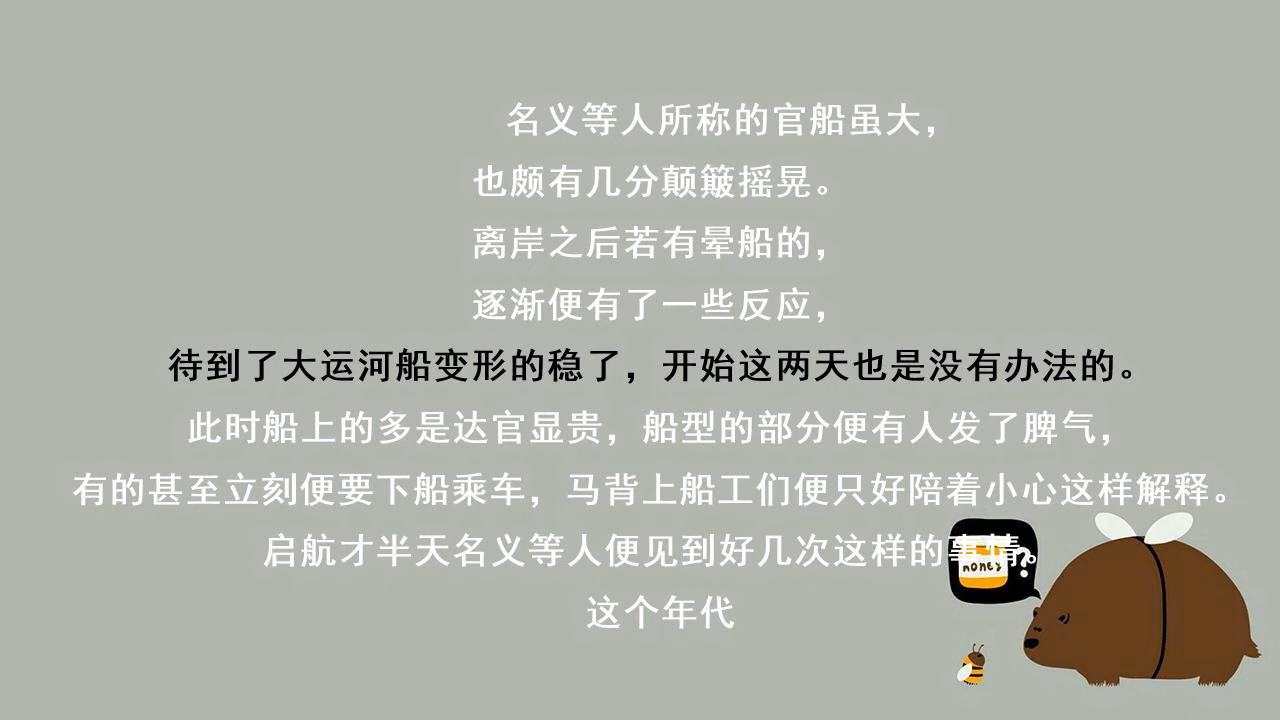 名义等人所称的官船虽大，
也颇有几分颠簸摇晃。
离岸之后若有晕船的，
逐渐便有了一些反应，
待到了大运河船变形的稳了，开始这两天也是没有办法的。
此时船上的多是达官显贵，船型的部分便有人发了脾气，
有的甚至立刻便要下船乘车，马背上船工们便只好陪着小心这样解释。
启航才半天名义等人便见到好几次这样的事情。
这个年代
honey
?